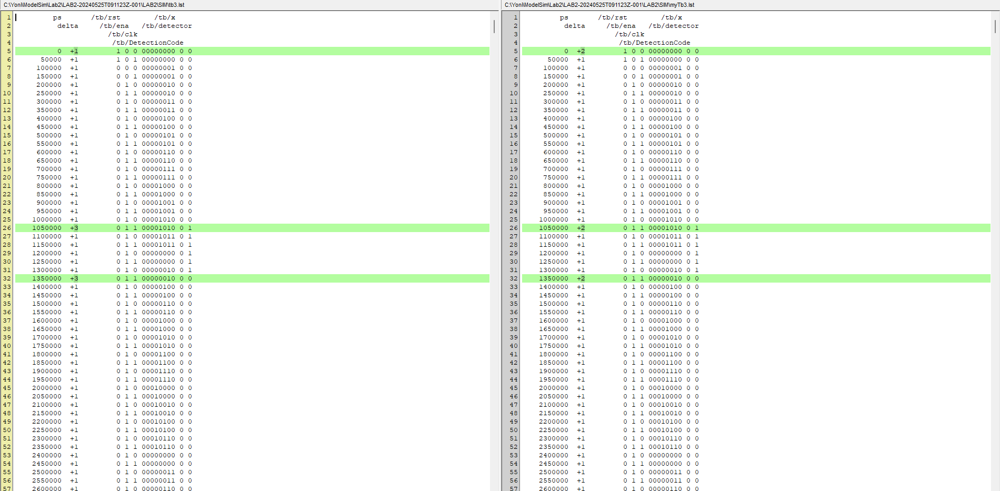 C:\Yoni\ModelSim\Lab2\LAB2-20240525T091123Z-001\LAB2\SIM\tb3.lst
1 ps /tb/rst /tb/x
2 delta /tb/ena /tb/detector
3 /tb/clk
4 /tb/DetectionCode
5 0 +1 1 0 0 00000000 0 0
6 50000 +1 1 0 1 00000000 0 0
7 100000 +1 0 0 0 00000001 0 0
8 150000 +1 0 0 1 00000001 0 0
9 200000 +1 0 1 0 00000010 0 0
10 250000 +1 0 1 1 00000010 0 0
11 300000 +1 0 1 0 00000011 0 0
12 350000 +1 0 1 1 00000011 0 0
13 400000 +1 0 1 0 00000100 0 0
14 450000 +1 0 1 1 00000100 0 0
15 500000 +1 0 1 0 00000101 0 0
16 550000 +1 0 1 1 00000101 0 0
17 600000 +1 0 1 0 00000110 0 0
18 650000 +1 0 1 1 00000110 0 0
19 700000 +1 0 1 0 00000111 0 0
20 750000 +1 0 1 1 00000111 0 0
21 800000 +1 0 1 0 00001000 0 0
22 850000 +1 0 1 1 00001000 0 0
23 900000 +1 0 1 0 00001001 0 0
24 950000 +1 0 1 1 00001001 0 0
25 1000000 +1 0 1 0 00001010 0 0
26 1050000 +3 0 1 1 00001010 0 1
27 1100000 +1 0 1 0 00001011 0 1
28 1150000 +1 0 1 1 00001011 0 1
29 1200000 +1 0 1 0 00000000 0 1
30 1250000 +1 0 1 1 00000000 0 1
31 1300000 +1 0 1 0 00000010 0 1
32 1350000 +3 0 1 1 00000010 0 0
33 1400000 +1 0 1 0 00000100 0 0
34 1450000 +1 0 1 1 00000100 0 0
35 1500000 +1 0 1 0 00000110 0 0
36 1550000 +1 0 1 1 00000110 0 0
37 1600000 +1 0 1 0 00001000 0 0
38 1650000 +1 0 1 1 00001000 0 0
39 1700000 +1 0 1 0 00001010 0 0
40 1750000 +1 0 1 1 00001010 0 0
41 1800000 +1 0 1 0 00001100 0 0
42 1850000 +1 0 1 1 00001100 0 0
43 1900000 +1 0 1 0 00001110 0 0
44 1950000 +1 0 1 1 00001110 0 0
45 2000000 +1 0 1 0 00010000 0 0
46 2050000 +1 0 1 1 00010000 0 0
47 2100000 +1 0 1 0 00010010 0 0
48 2150000 +1 0 1 1 00010010 0 0
49 2200000 +1 0 1 0 00010100 0 0
50 2250000 +1 0 1 1 00010100 0 0
51 2300000 +1 0 1 0 00010110 0 0
52 2350000 +1 0 1 1 00010110 0 0
53 2400000 +1 0 1 0 00000000 0 0
54 2450000 +1 0 1 1 00000000 0 0
55 2500000 +1 0 1 0 00000011 0 0
56 2550000 +1 0 1 1 00000011 0 0
57 2600000 +1 0 1 0 00000110 0 0
C:\Yoni\ModelSim\Lab2\LAB2-20240525T091123Z-001\LAB2\SIM\myTb3.lst
1 ps /tb/rst /tb/x
2 delta /tb/ena /tb/detector
3 /tb/clk
4 /tb/DetectionCode
5 0 +2 1 0 0 00000000 0 0
6 50000 +1 1 0 1 00000000 0 0
7 100000 +1 0 0 0 00000001 0 0
8 150000 +1 0 0 1 00000001 0 0
9 200000 +1 0 1 0 00000010 0 0
10 250000 +1 0 1 1 00000010 0 0
11 300000 +1 0 1 0 00000011 0 0
12 350000 +1 0 1 1 00000011 0 0
13 400000 +1 0 1 0 00000100 0 0
14 450000 +1 0 1 1 00000100 0 0
15 500000 +1 0 1 0 00000101 0 0
16 550000 +1 0 1 1 00000101 0 0
17 600000 +1 0 1 0 00000110 0 0
18 650000 +1 0 1 1 00000110 0 0
19 700000 +1 0 1 0 00000111 0 0
20 750000 +1 0 1 1 00000111 0 0
21 800000 +1 0 1 0 00001000 0 0
22 850000 +1 0 1 1 00001000 0 0
23 900000 +1 0 1 0 00001001 0 0
24 950000 +1 0 1 1 00001001 0 0
25 1000000 +1 0 1 0 00001010 0 0
26 1050000 +2 0 1 1 00001010 0 1
27 1100000 +1 0 1 0 00001011 0 1
28 1150000 +1 0 1 1 00001011 0 1
29 1200000 +1 0 1 0 00000000 0 1
30 1250000 +1 0 1 1 00000000 0 1
31 1300000 +1 0 1 0 00000010 0 1
32 1350000 +2 0 1 1 00000010 0 0
33 1400000 +1 0 1 0 00000100 0 0
34 1450000 +1 0 1 1 00000100 0 0
35 1500000 +1 0 1 0 00000110 0 0
36 1550000 +1 0 1 1 00000110 0 0
37 1600000 +1 0 1 0 00001000 0 0
38 1650000 +1 0 1 1 00001000 0 0
39 1700000 +1 0 1 0 00001010 0 0
40 1750000 +1 0 1 1 00001010 0 0
41 1800000 +1 0 1 0 00001100 0 0
42 1850000 +1 0 1 1 00001100 0 0
43 1900000 +1 0 1 0 00001110 0 0
44 1950000 +1 0 1 1 00001110 0 0
45 2000000 +1 0 1 0 00010000 0 0
46 2050000 +1 0 1 1 00010000 0 0
47 2100000 +1 0 1 0 00010010 0 0
48 2150000 +1 0 1 1 00010010 0 0
49 2200000 +1 0 1 0 00010100 0 0
50 2250000 +1 0 1 1 00010100 0 0
51 2300000 +1 0 1 0 00010110 0 0
52 2350000 +1 0 1 1 00010110 0 0
53 2400000 +1 0 1 0 00000000 0 0
54 2450000 +1 0 1 1 00000000 0 0
55 2500000 +1 0 1 0 00000011 0 0
56 2550000 +1 0 1 1 00000011 0 0
57 2600000 +1 0 1 0 00000110 0 0